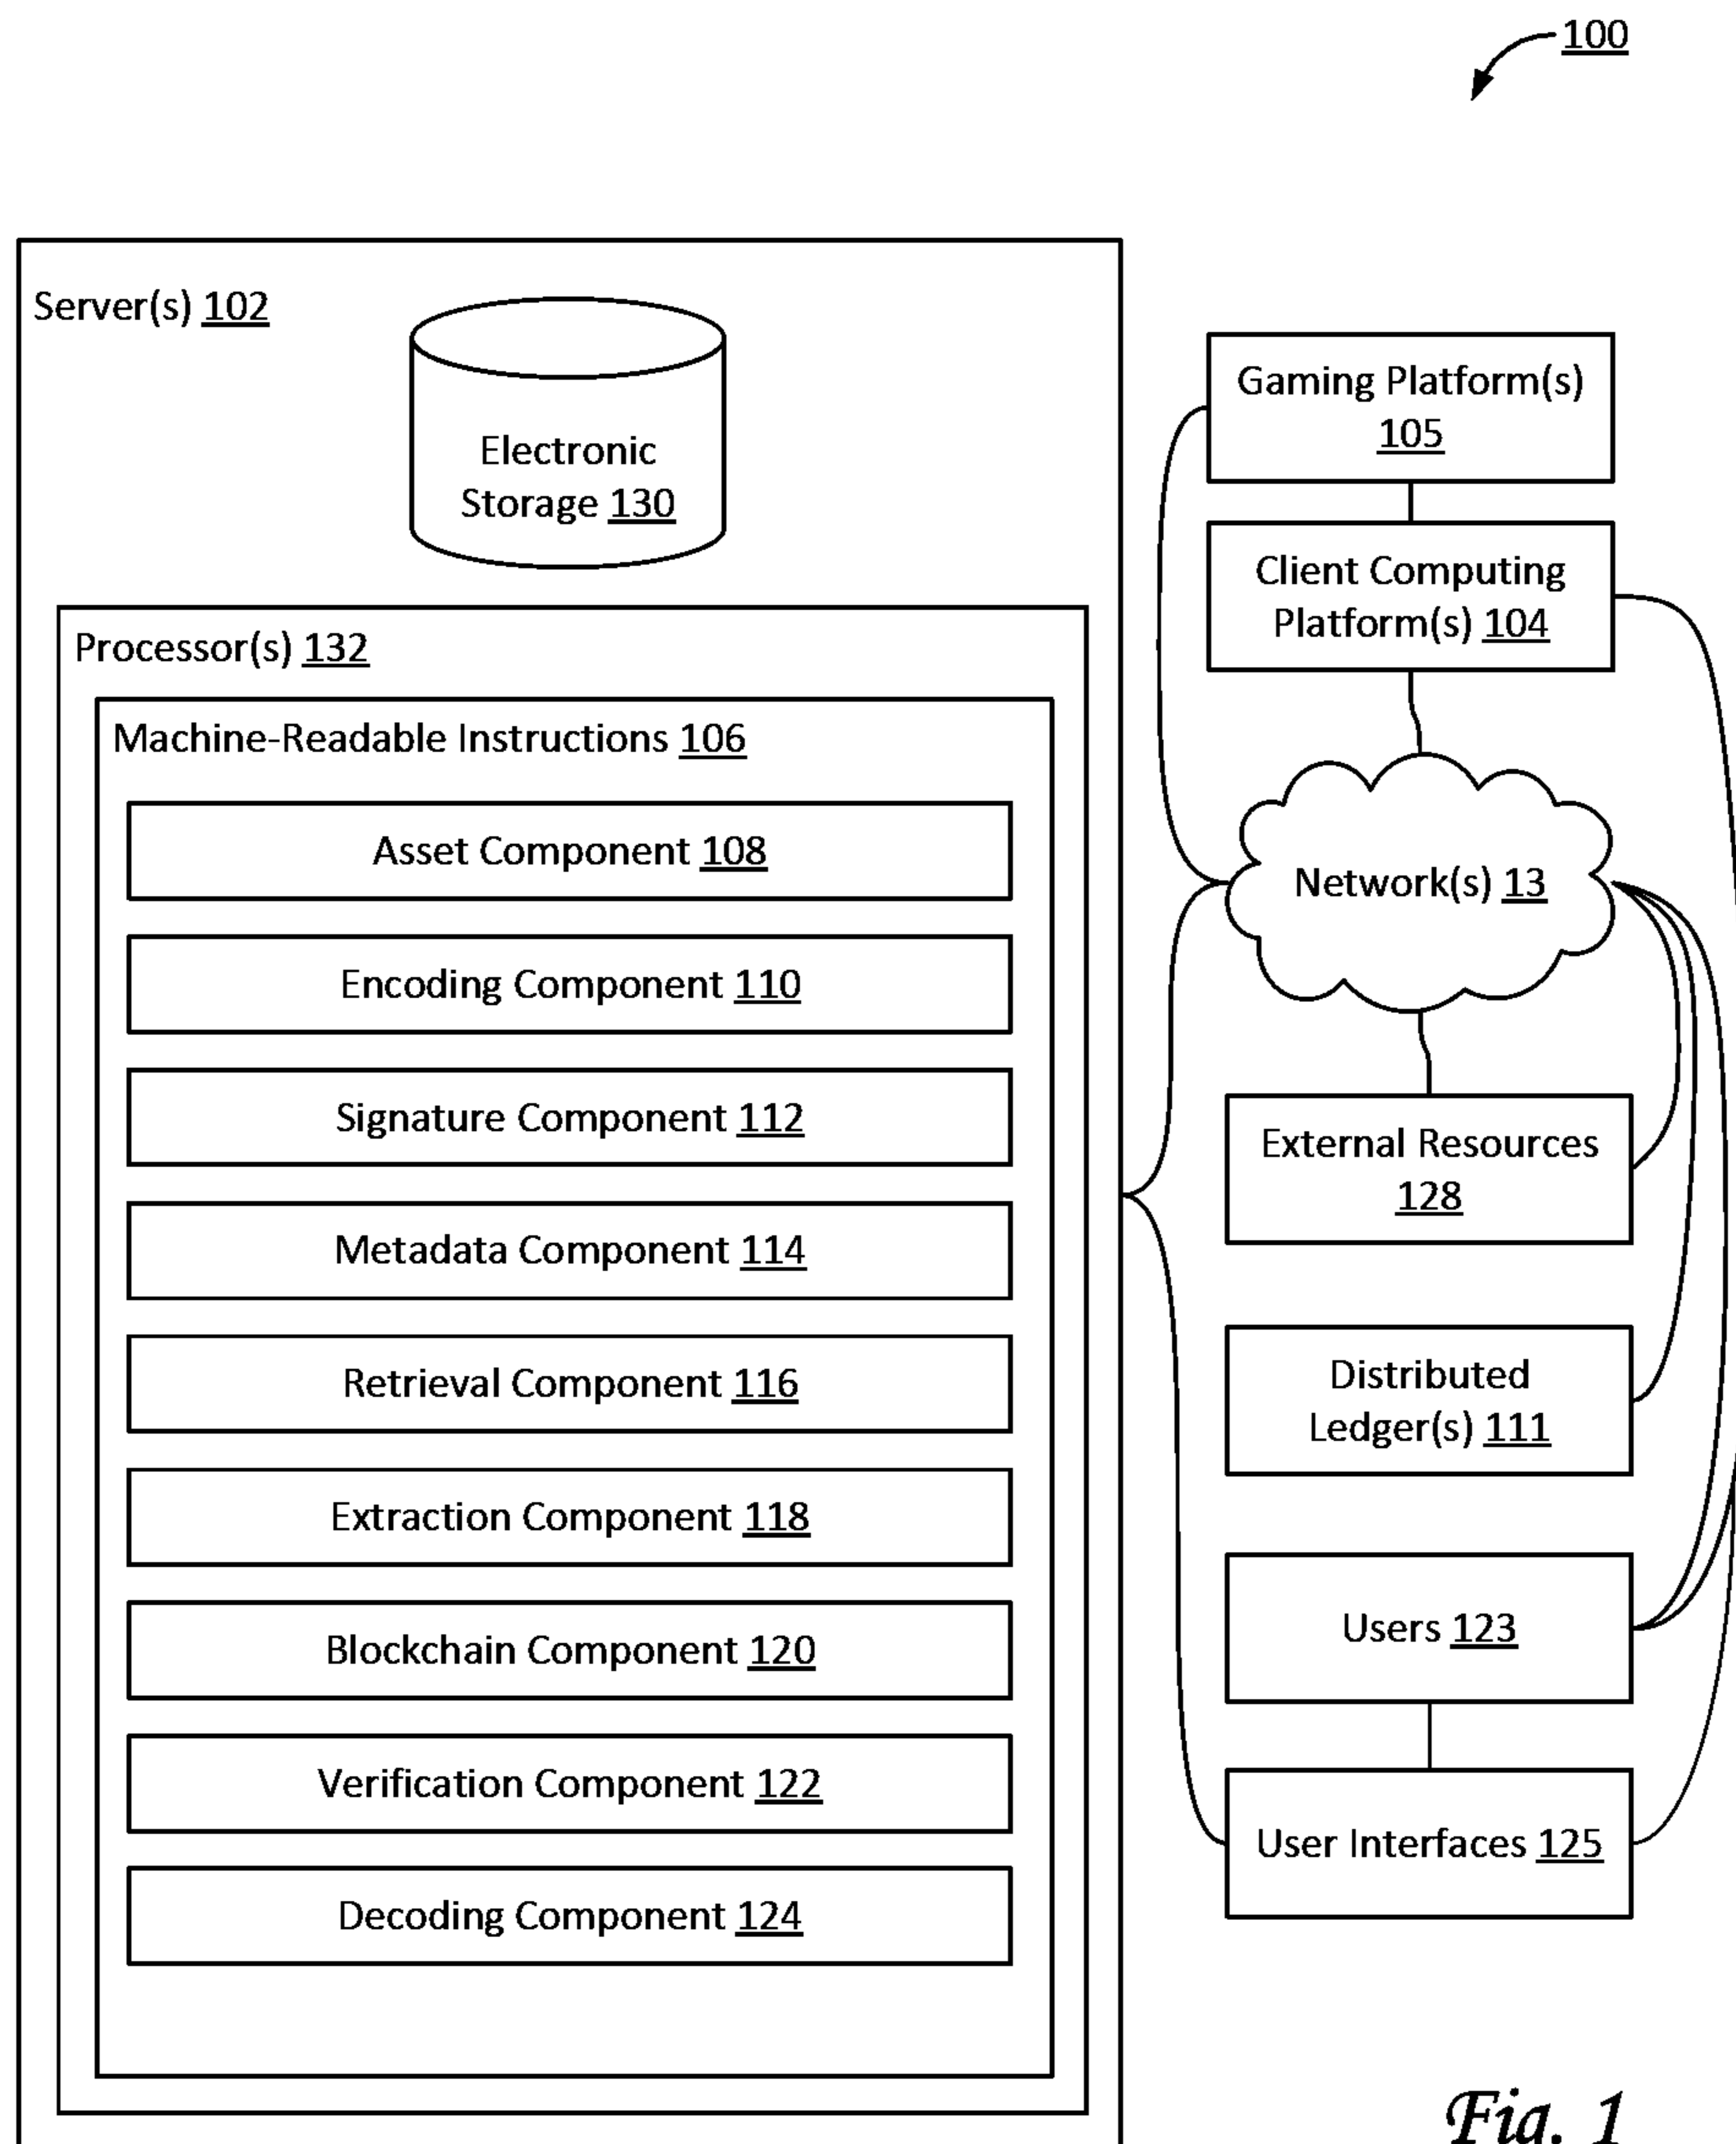 100
Server(s) 102
Electronic
Storage 130
Processor(s) 132
Machine-Readable Instructions 106
Asset Component 108
Encoding Component 110
Signature Component 112
Metadata Component 114
Retrieval Component 116
Extraction Component 118
Blockchain Component 120
Verification Component 122
Decoding Component 124
Gaming Platform(s)
105
Client Computing
Platform(s) 104
Network(s) 13
External Resources
128
Distributed
Ledger(s) 111
Users 123
User Interfaces 125
Fig. 1